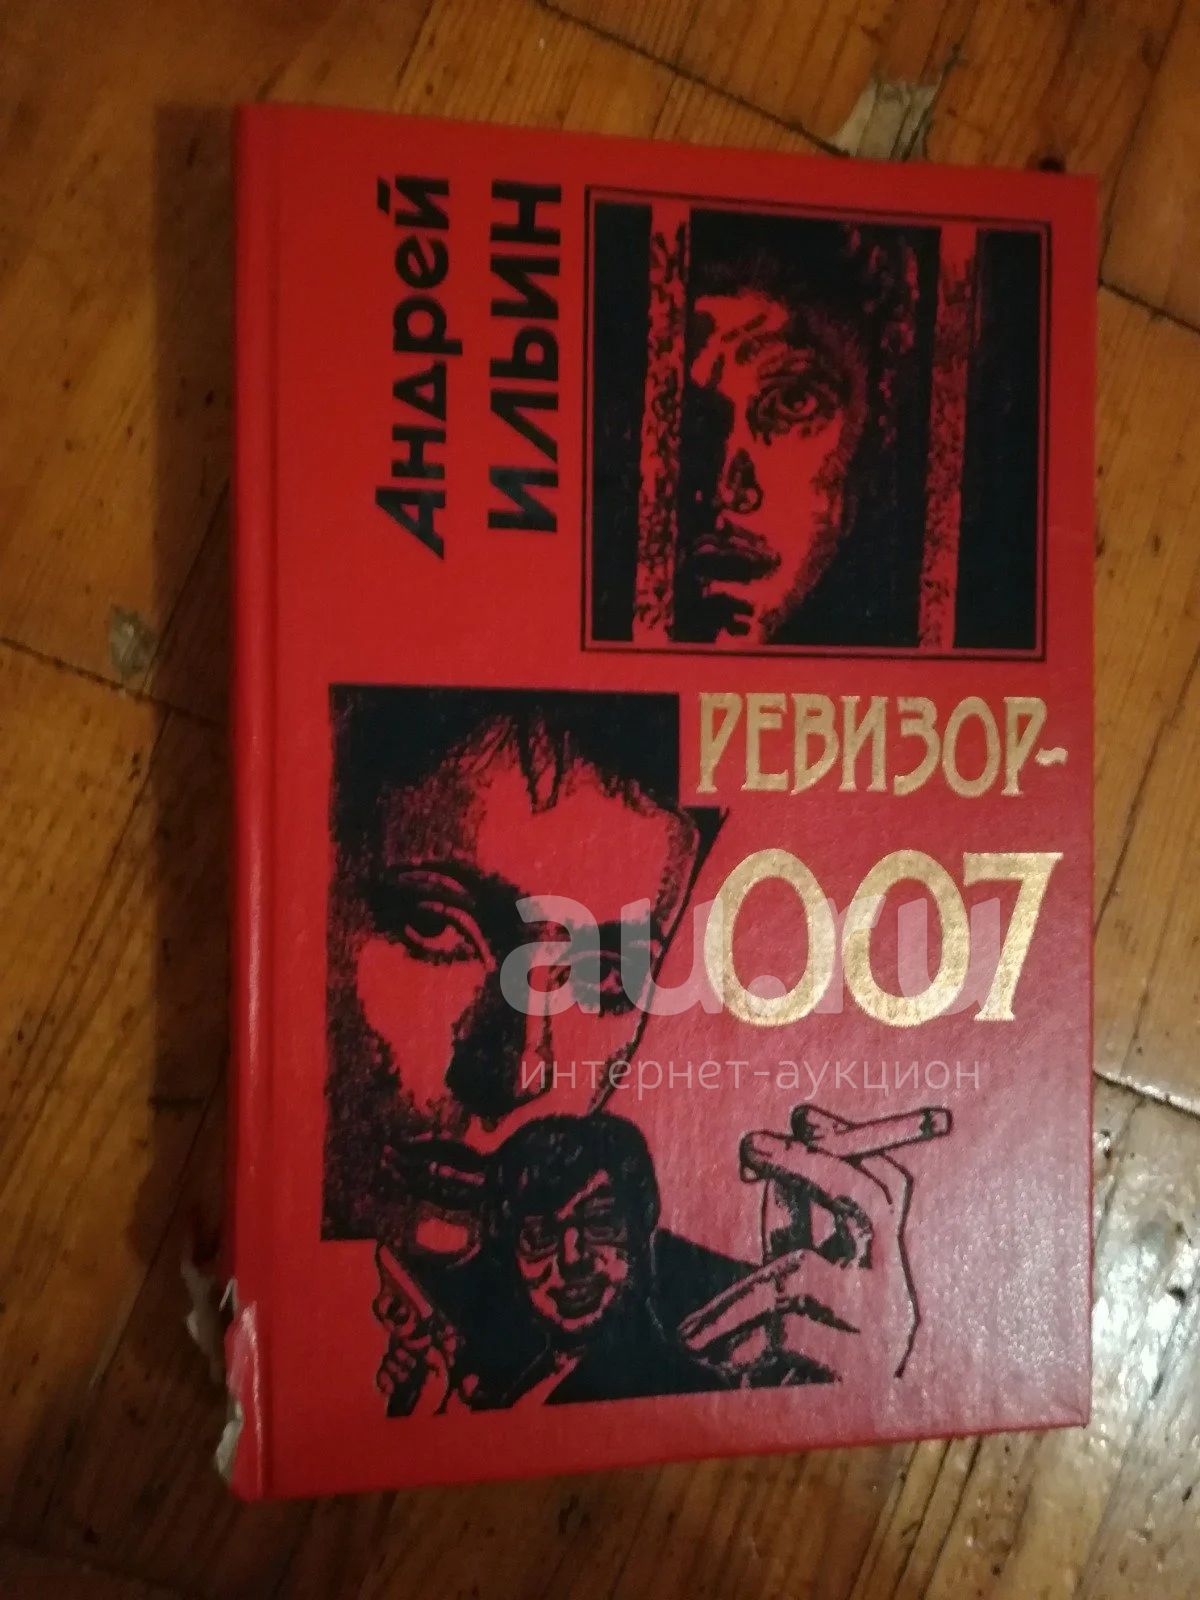 Андрей
ИЛЬИН
РЕВИЗОР-
007
au.ru
интернет-аукцион